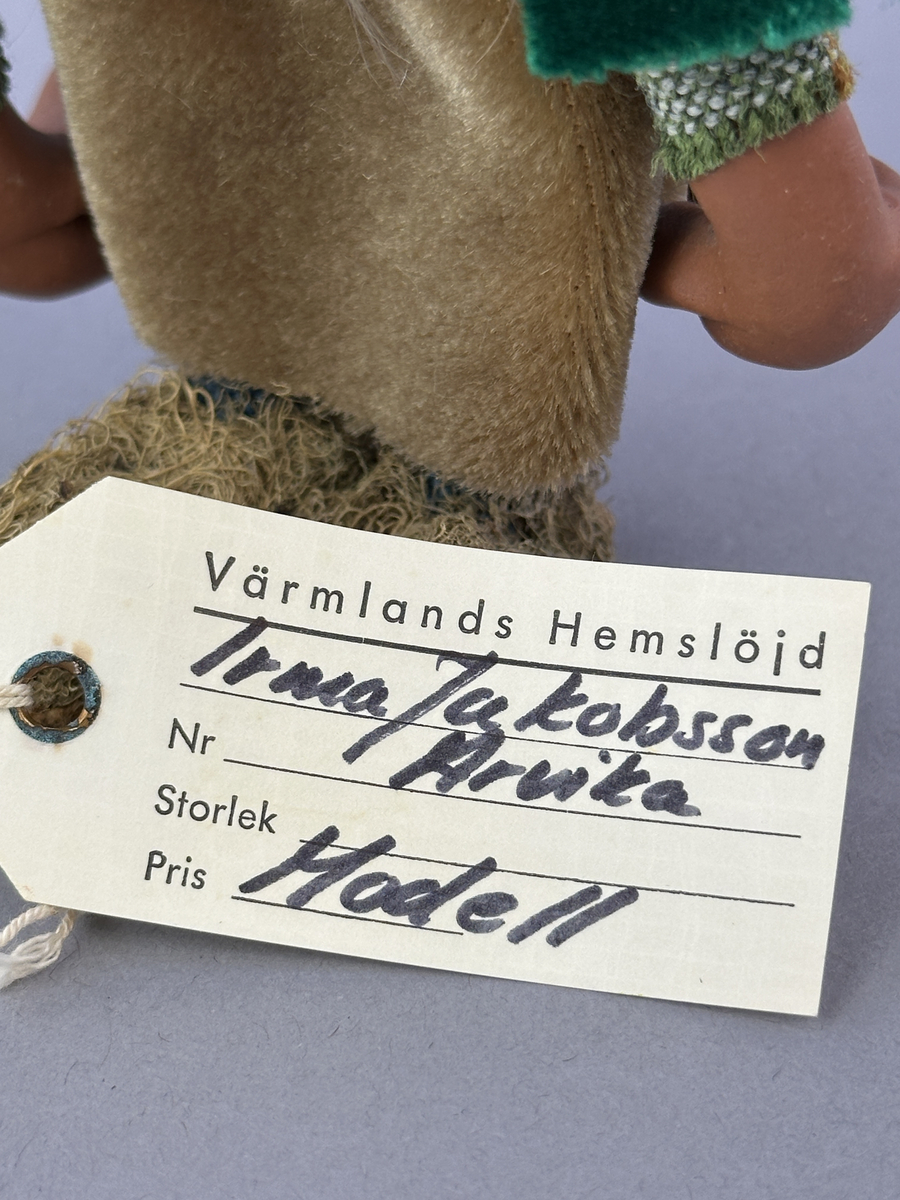 Värmlands Hemslöjd
Irma Jakobsson
Nr Arvika
Storlek
Pris Modell